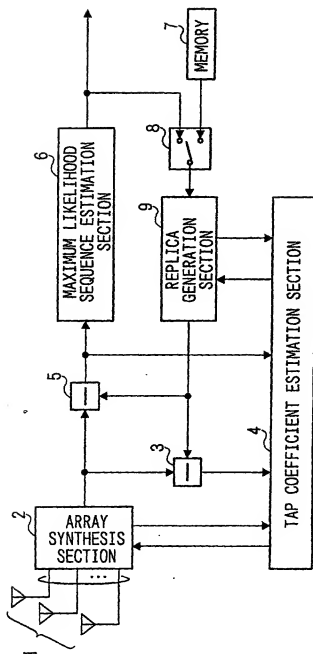 1
2
ARRAY
SYNTHESIS
SECTION
...
3
5
6
MAXIMUM LIKELIHOOD
SEQUENCE ESTIMATION
SECTION
8
7
MEMORY
9
REPLICA
GENERATION
SECTION
4
TAP COEFFICIENT ESTIMATION SECTION